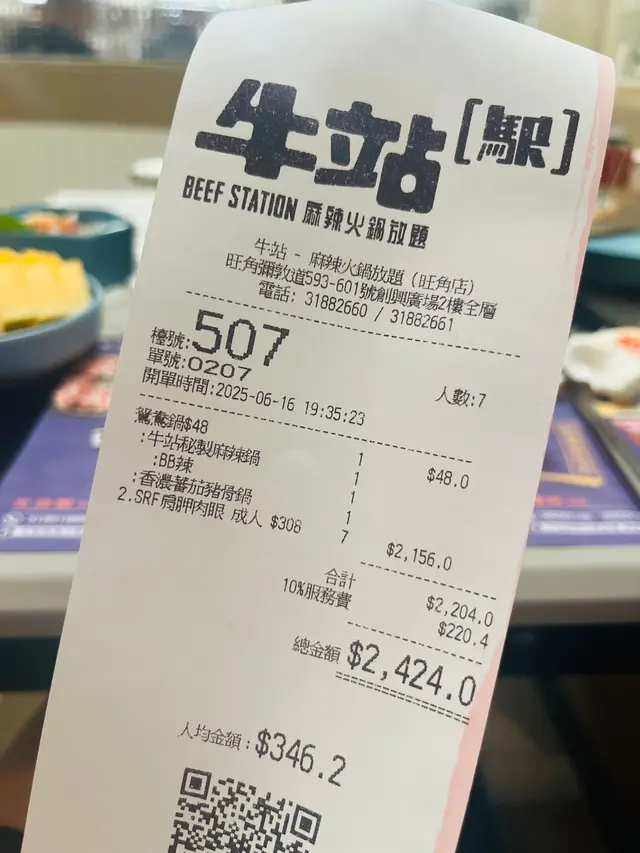 牛站[駅]
BEEF STATION 麻辣火鍋放題
牛站 - 麻辣火鍋放題 (旺角店)
旺角彌敦道593-601號創興廣場2樓全層
電話: 31882660 / 31882661
檯號:507
單號:0207
人數:7
開單時間:2025-06-16 19:35:23
鴛鴦鍋$48 1 $48.0
:牛站秘製麻辣鍋 1
:BB辣 1
:香濃蕃茄豬骨鍋 1
2.SRF肩胛肉眼 成人 $308 7 $2,156.0
合計 $2,204.0
10%服務費 $220.4
總金額 $2,424.0
人均金額:$346.2